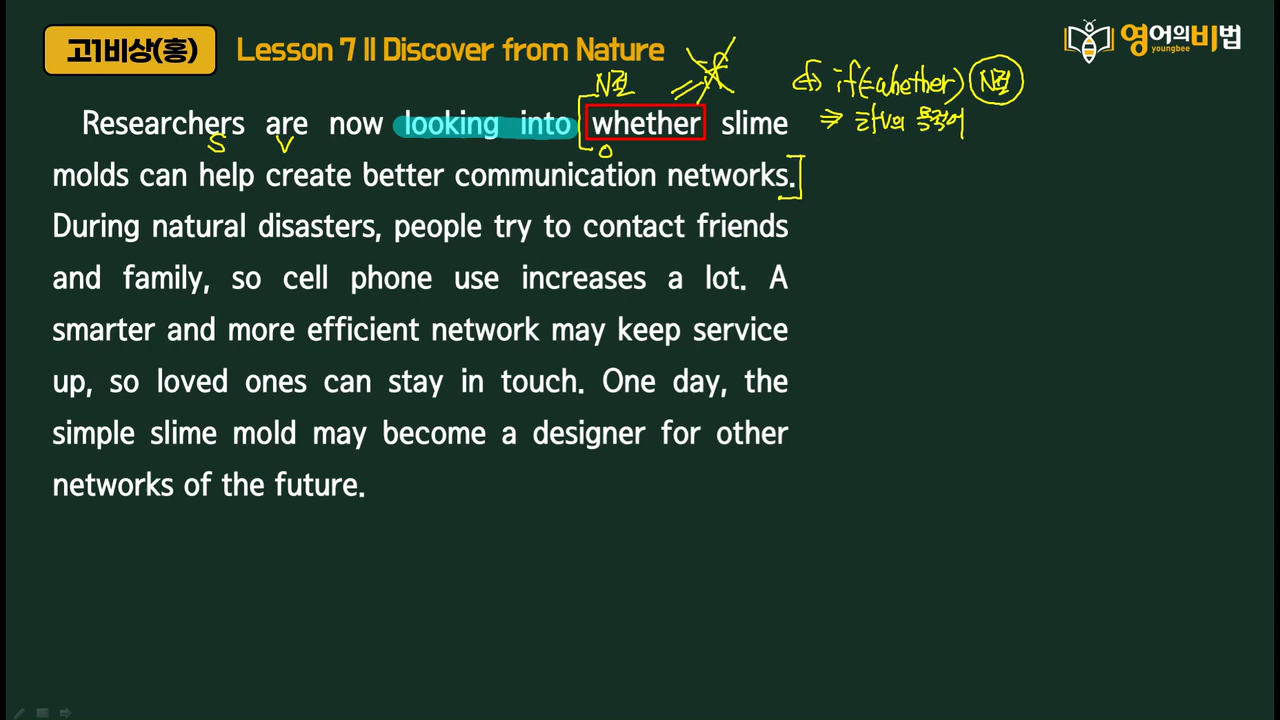 고1비상(홍) Lesson 7 II Discover from Nature
영어의비법
youngbee
N절
if(=whether) N절
Researchers are now looking into whether slime
⇒ 타V의 목적어
S V O
molds can help create better communication networks.
During natural disasters, people try to contact friends
and family, so cell phone use increases a lot. A
smarter and more efficient network may keep service
up, so loved ones can stay in touch. One day, the
simple slime mold may become a designer for other
networks of the future.